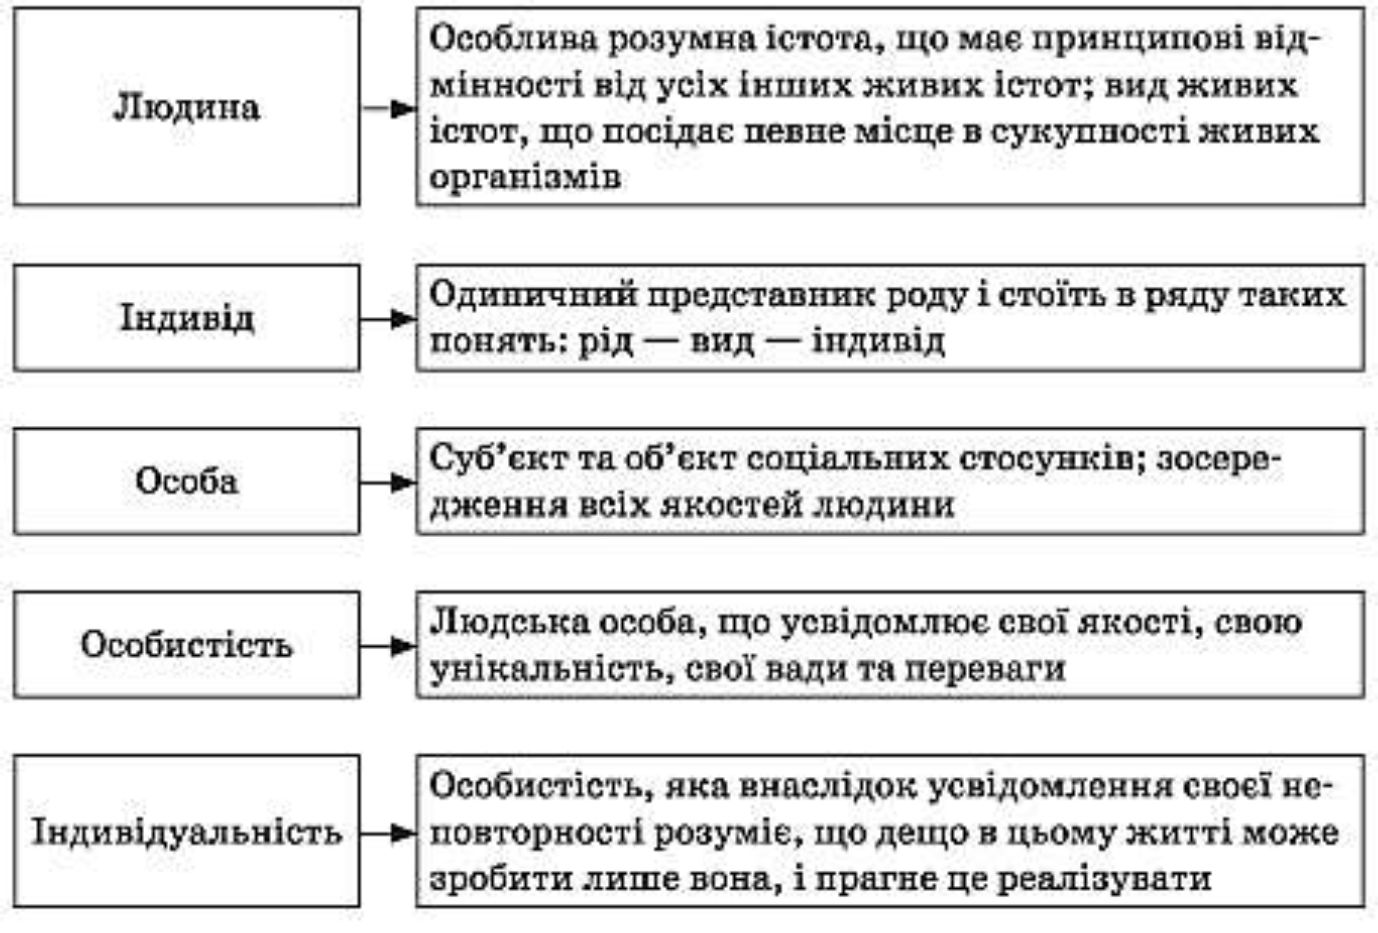 Людина
Особлива розумна істота, що має принципові від-
мінності від усіх інших живих істот; вид живих
істот, що посідає певне місце в сукупності живих
організмів
Індивід
Одиничний представник роду і стоїть в ряду таких
понять: рід — вид — індивід
Особа
Суб’єкт та об’єкт соціальних стосунків; зосере-
дження всіх якостей людини
Особистість
Людська особа, що усвідомлює свої якості, свою
унікальність, свої вади та переваги
Індивідуальність
Особистість, яка внаслідок усвідомлення своєї не-
повторності розуміє, що дещо в цьому житті може
зробити лише вона, і прагне це реалізувати